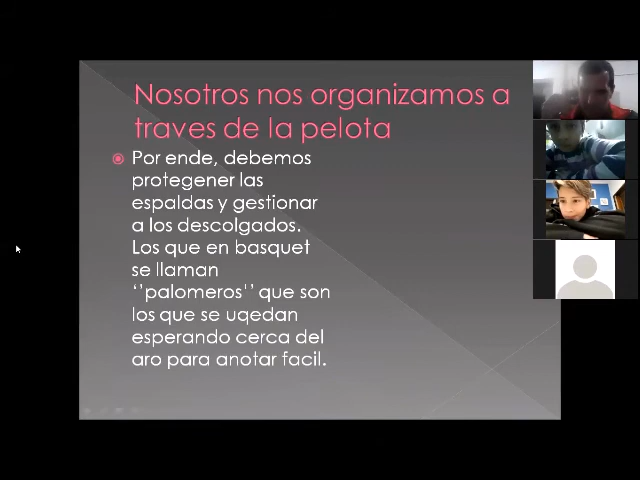 Nosotros nos organizamos a
traves de la pelota
Por ende, debemos
protegener las
espaldas y gestionar
a los descolgados.
Los que en basquet
se llaman
‘’palomeros'’ que son
los que se uqedan
esperando cerca del
aro para anotar facil.